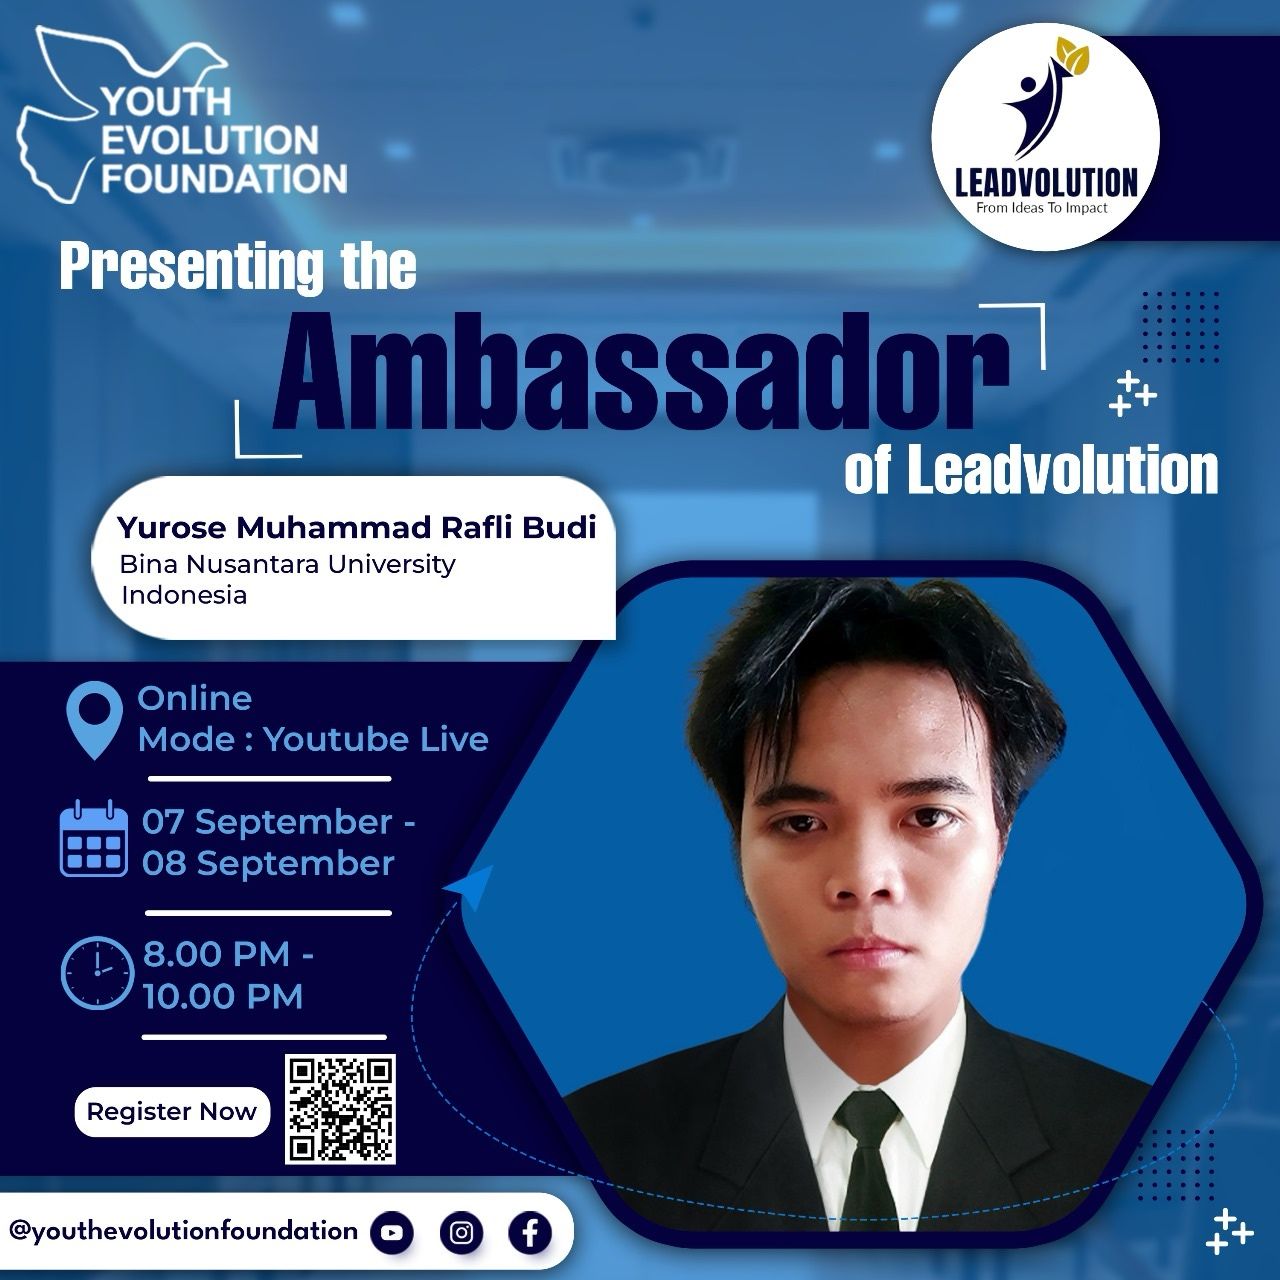 YOUTH
EVOLUTION
FOUNDATION
LEADVOLUTION
From Ideas To Impact
Presenting the
Ambassador
of Leadvolution
Yurose Muhammad Rafli Budi
Bina Nusantara University
Indonesia
Online
Mode : Youtube Live
07 September -
08 September
8.00 PM -
10.00 PM
Register Now
@youthevolutionfoundation